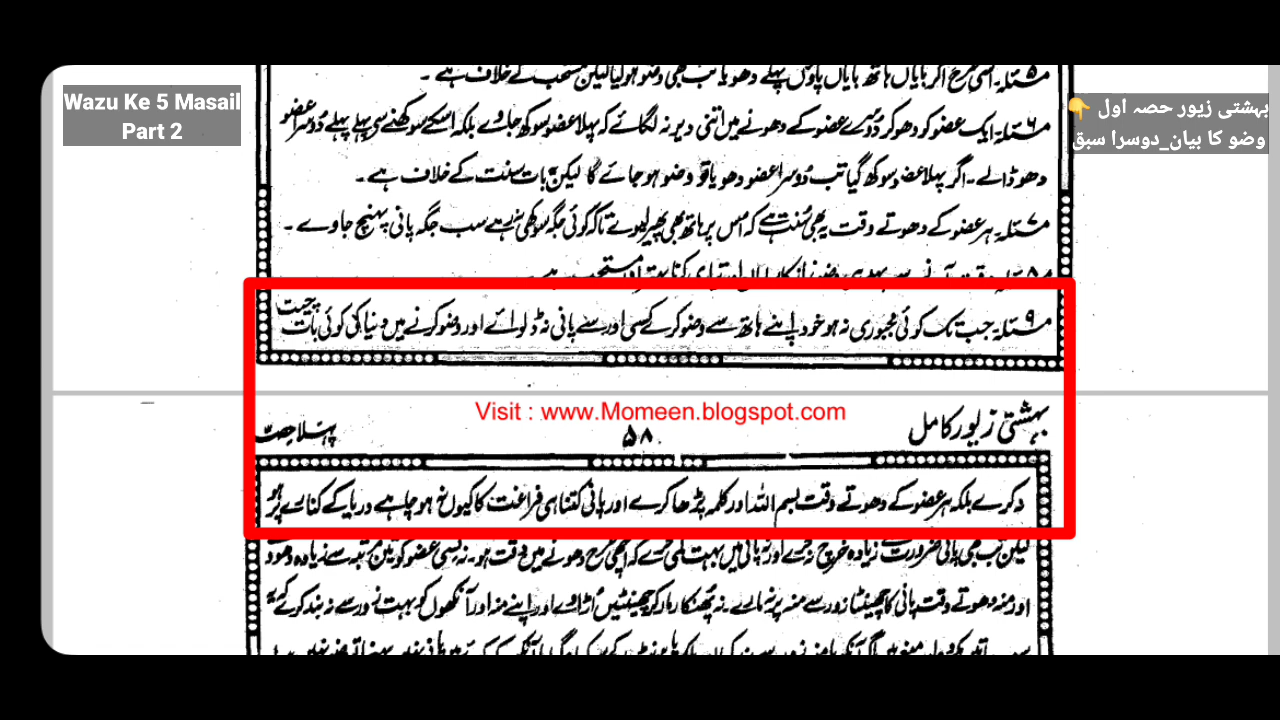 Wazu Ke 5 Masail
Part 2
بہشتی زیور حصہ اول 👇
وضو کا بیان_دوسرا سبق
مسئلہ ۵۔ اسی طرح اگر بایاں ہاتھ بایاں پاؤں پہلے دھویا تب بھی وضو ہو گیا لیکن مستحب کے خلاف ہے۔
مسئلہ ۶۔ ایک عضو کو دھو کر دوسرے عضو کے دھونے میں اتنی دیر نہ لگائے کہ پہلا عضو سوکھ جاوے بلکہ اسکے سوکھنے سے پہلے پہلے دوسرا عضو
دھو ڈالے۔ اگر پہلا عضو سوکھ گیا تب دوسرا عضو دھویا تو وضو ہو جائے گا لیکن یہ بات سنت کے خلاف ہے۔
مسئلہ ۷۔ ہر عضو کے دھوتے وقت یہ بھی سنت ہے کہ اس پر ہاتھ بھی پھیر لیوے تاکہ کوئی جگہ سوکھی نہ رہے سب جگہ پانی پہنچ جاوے۔
مسئلہ ۹۔ جب تک کوئی مجبوری نہ ہو خود اپنے ہاتھ سے وضو کرے کسی اور سے پانی نہ ڈلوائے اور وضو کرنے میں دنیا کی کوئی بات چیت
Visit : www.Momeen.blogspot.com
بہشتی زیور کامل
۵۸
پہلا حصہ
نہ کرے بلکہ ہر عضو کے دھوتے وقت بسم اللہ اور کلمہ پڑھا کرے اور پانی کتنا ہی فراغت کا کیوں نہ ہو چاہے دریا کے کنارے پر ہو
لیکن تب بھی پانی ضرورت سے زیادہ خرچ نہ کرے اور نہ پانی میں بہت کمی کرے کہ اچھی طرح دھونے میں دقت ہو۔ نہ کسی عضو کو تین مرتبہ سے زیادہ دھووے
اور منہ دھوتے وقت پانی کا چھینٹا زور سے منہ پر نہ مارے۔ نہ پھنکار مار کر چھینٹیں اڑاوے اور اپنے منہ اور آنکھوں کو بہت زور سے نہ بند کرے کہ یہ